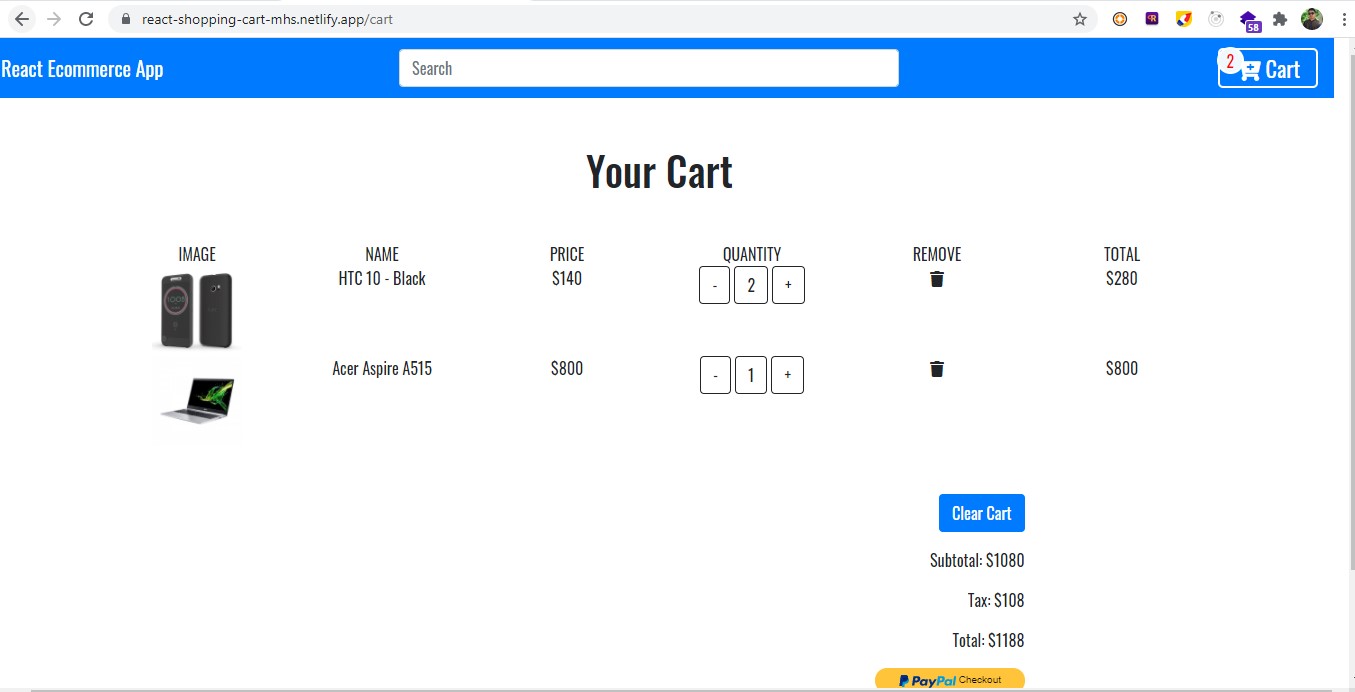 react-shopping-cart-mhs.netlify.app/cart
58
React Ecommerce App
Search
2
Cart
Your Cart
IMAGE NAME PRICE QUANTITY REMOVE TOTAL
HTC 10 - Black $140 - 2 + $280
Acer Aspire A515 $800 - 1 + $800
Clear Cart
Subtotal: $1080
Tax: $108
Total: $1188
PayPal Checkout